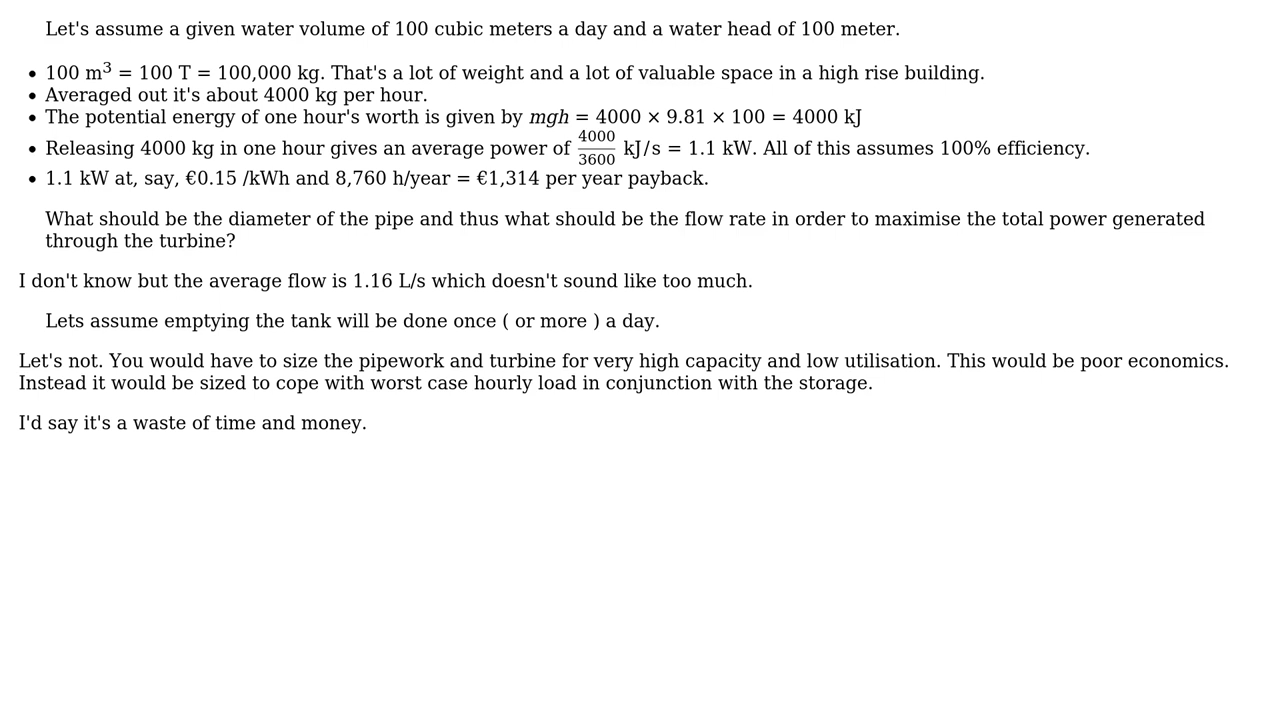 Let's assume a given water volume of 100 cubic meters a day and a water head of 100 meter.
• 100 m³ = 100 T = 100,000 kg. That's a lot of weight and a lot of valuable space in a high rise building.
• Averaged out it's about 4000 kg per hour.
• The potential energy of one hour's worth is given by mgh = 4000 × 9.81 × 100 = 4000 kJ
• Releasing 4000 kg in one hour gives an average power of 4000/3600 kJ/s = 1.1 kW. All of this assumes 100% efficiency.
• 1.1 kW at, say, €0.15 /kWh and 8,760 h/year = €1,314 per year payback.
What should be the diameter of the pipe and thus what should be the flow rate in order to maximise the total power generated
through the turbine?
I don't know but the average flow is 1.16 L/s which doesn't sound like too much.
Lets assume emptying the tank will be done once ( or more ) a day.
Let's not. You would have to size the pipework and turbine for very high capacity and low utilisation. This would be poor economics.
Instead it would be sized to cope with worst case hourly load in conjunction with the storage.
I'd say it's a waste of time and money.